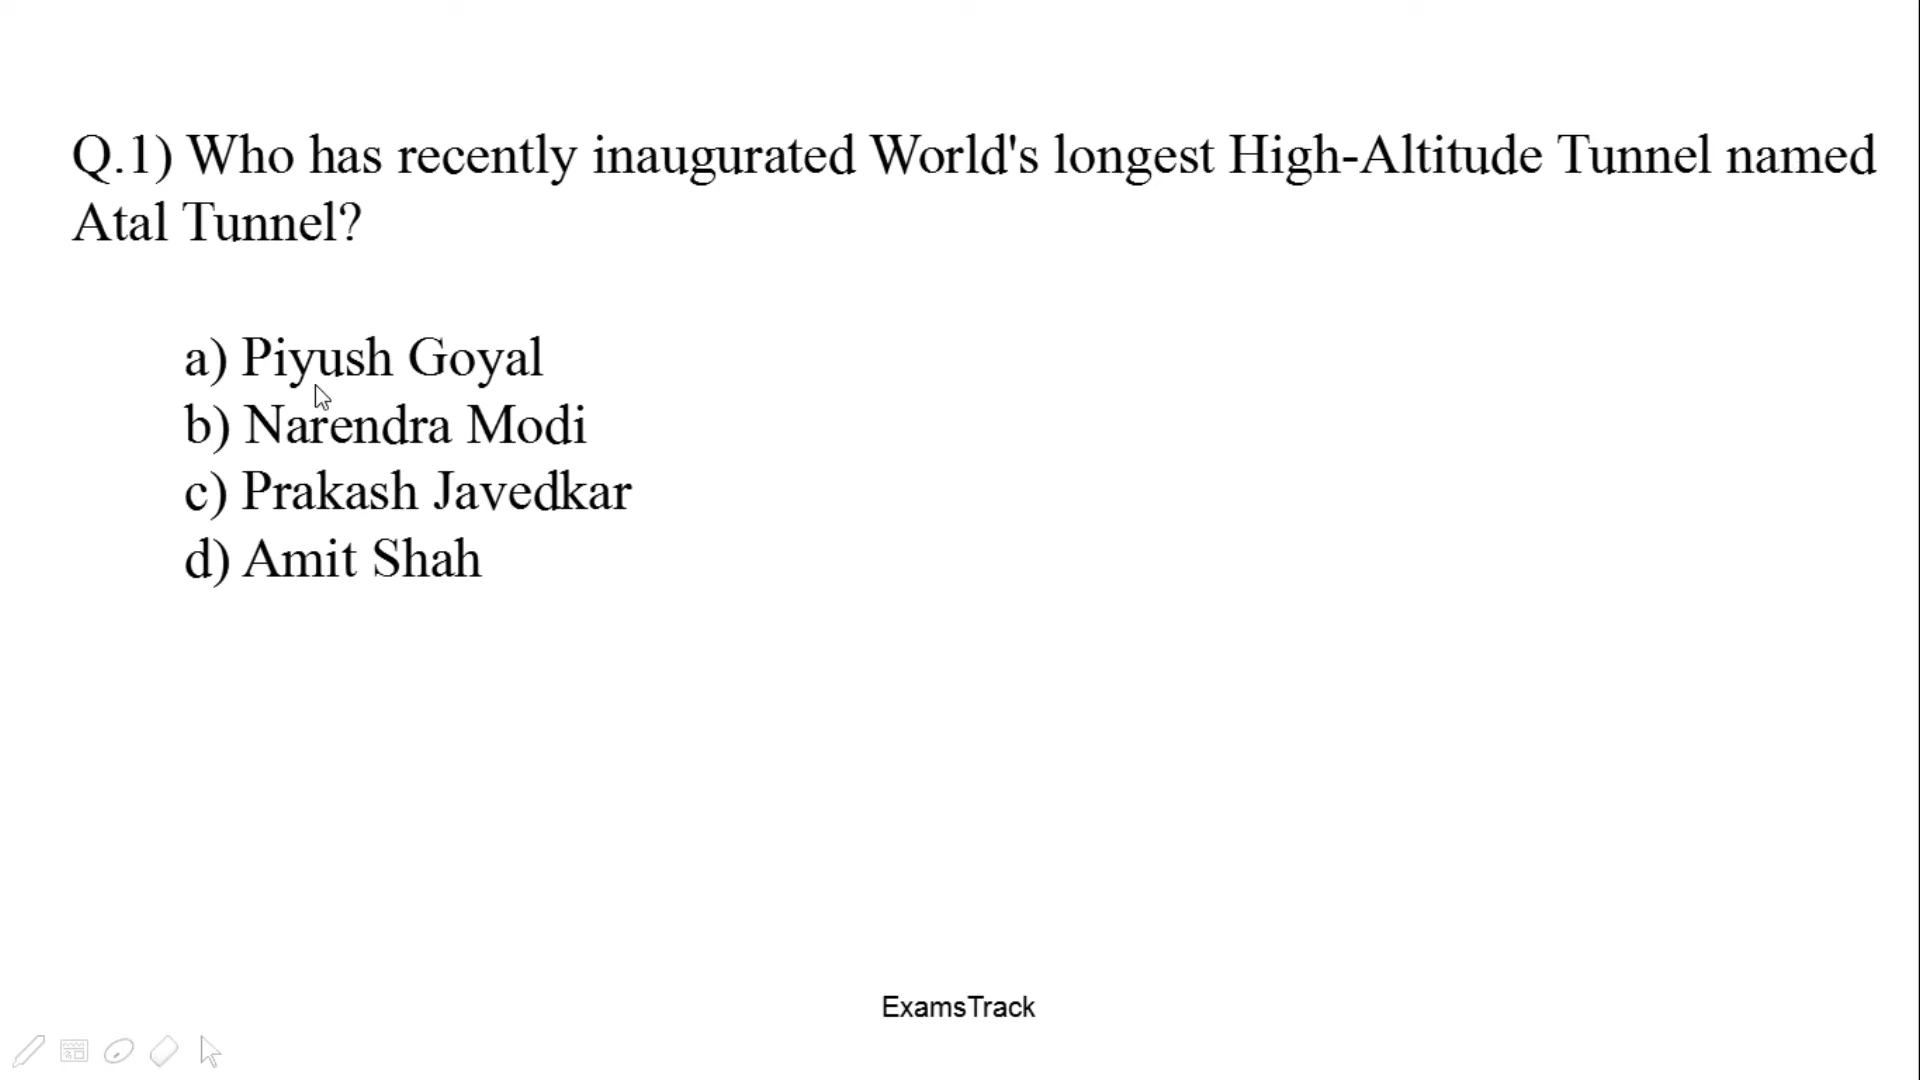 Q.1) Who has recently inaugurated World's longest High-Altitude Tunnel named
Atal Tunnel?
a) Piyush Goyal
b) Narendra Modi
c) Prakash Javedkar
d) Amit Shah
ExamsTrack